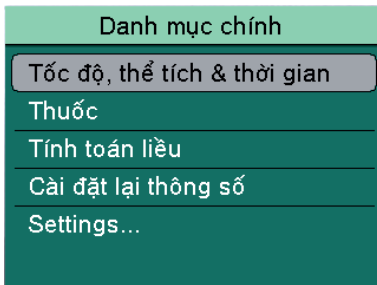 Danh mục chính
Tốc độ, thể tích & thời gian
Thuốc
Tính toán liều
Cài đặt lại thông số
Settings...